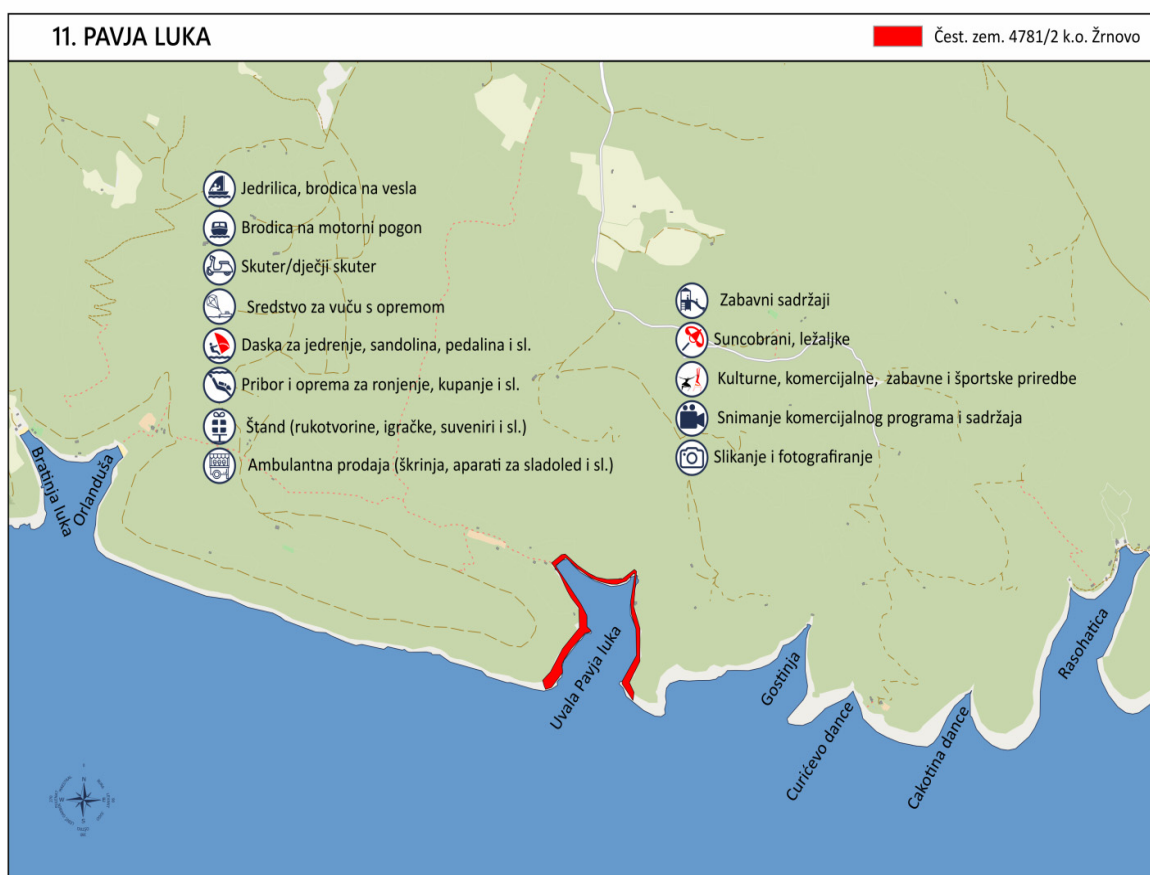 11. PAVJA LUKA
Čest. zem. 4781/2 k.o. Žrnovo
Jedrilica, brodica na vesla
Brodica na motorni pogon
Skuter/dječji skuter
Sredstvo za vuču s opremom
Daska za jedrenje, sandolina, pedalina i sl.
Pribor i oprema za ronjenje, kupanje i sl.
Štand (rukotvorine, igračke, suveniri i sl.)
Ambulantna prodaja (škrinja, aparati za sladoled i sl.)
Zabavni sadržaji
Suncobrani, ležaljke
Kulturne, komercijalne, zabavne i športske priredbe
Snimanje komercijalnog programa i sadržaja
Slikanje i fotografiranje
Bratinja luka
Orlanduša
Uvala Pavja luka
Gostinja
Curićevo dance
Cakotina dance
Rasohatica
N
W
E
S